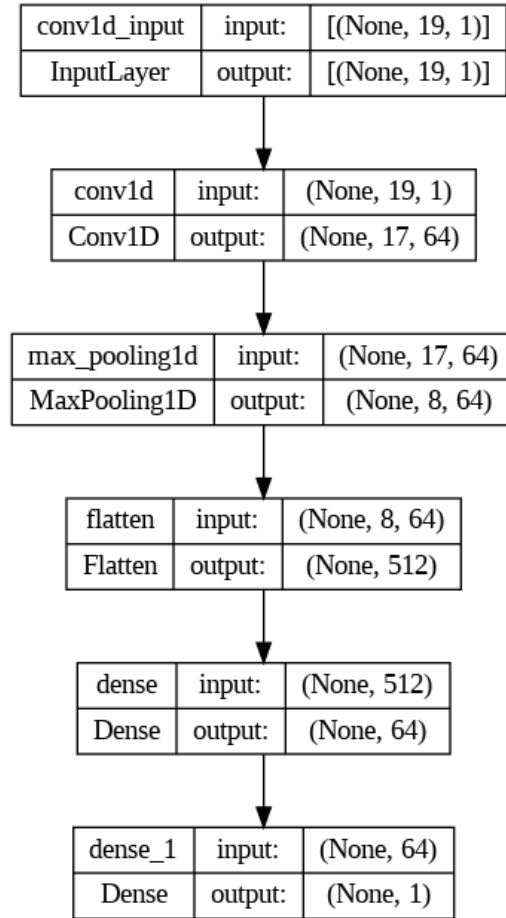 conv1d_input input: [(None, 19, 1)]
InputLayer output: [(None, 19, 1)]
conv1d input: (None, 19, 1)
Conv1D output: (None, 17, 64)
max_pooling1d input: (None, 17, 64)
MaxPooling1D output: (None, 8, 64)
flatten input: (None, 8, 64)
Flatten output: (None, 512)
dense input: (None, 512)
Dense output: (None, 64)
dense_1 input: (None, 64)
Dense output: (None, 1)